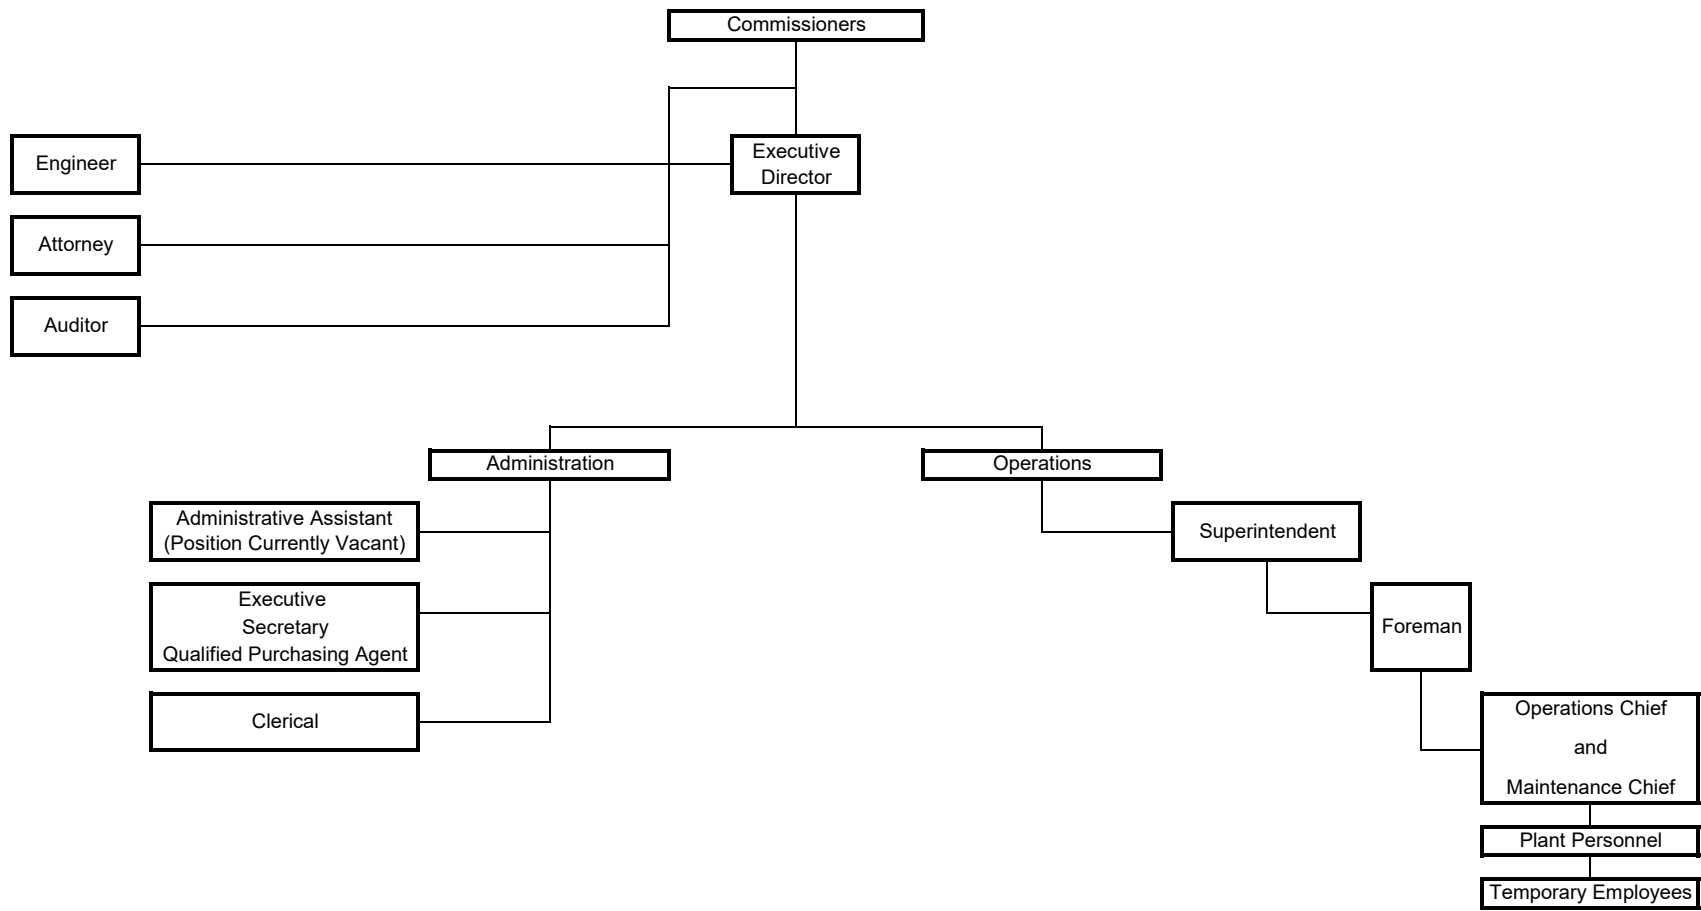 Commissioners
Engineer
Executive
Director
Attorney
Auditor
Administration
Operations
Administrative Assistant
(Position Currently Vacant)
Superintendent
Executive
Secretary
Qualified Purchasing Agent
Foreman
Clerical
Operations Chief
and
Maintenance Chief
Plant Personnel
Temporary Employees